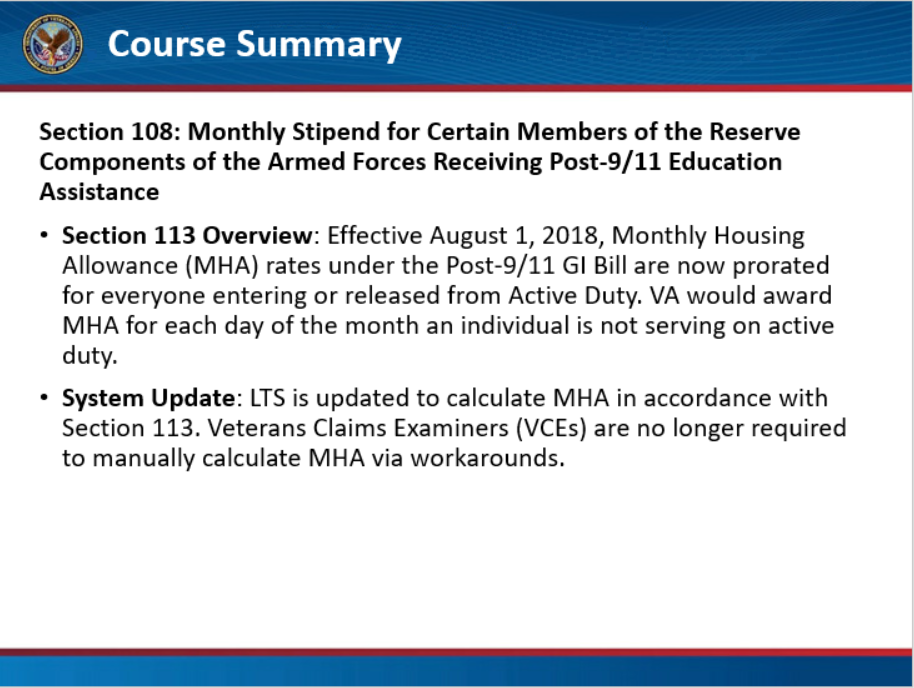 Course Summary
Section 108: Monthly Stipend for Certain Members of the Reserve
Components of the Armed Forces Receiving Post-9/11 Education
Assistance
• Section 113 Overview: Effective August 1, 2018, Monthly Housing
Allowance (MHA) rates under the Post-9/11 GI Bill are now prorated
for everyone entering or released from Active Duty. VA would award
MHA for each day of the month an individual is not serving on active
duty.
• System Update: LTS is updated to calculate MHA in accordance with
Section 113. Veterans Claims Examiners (VCEs) are no longer required
to manually calculate MHA via workarounds.